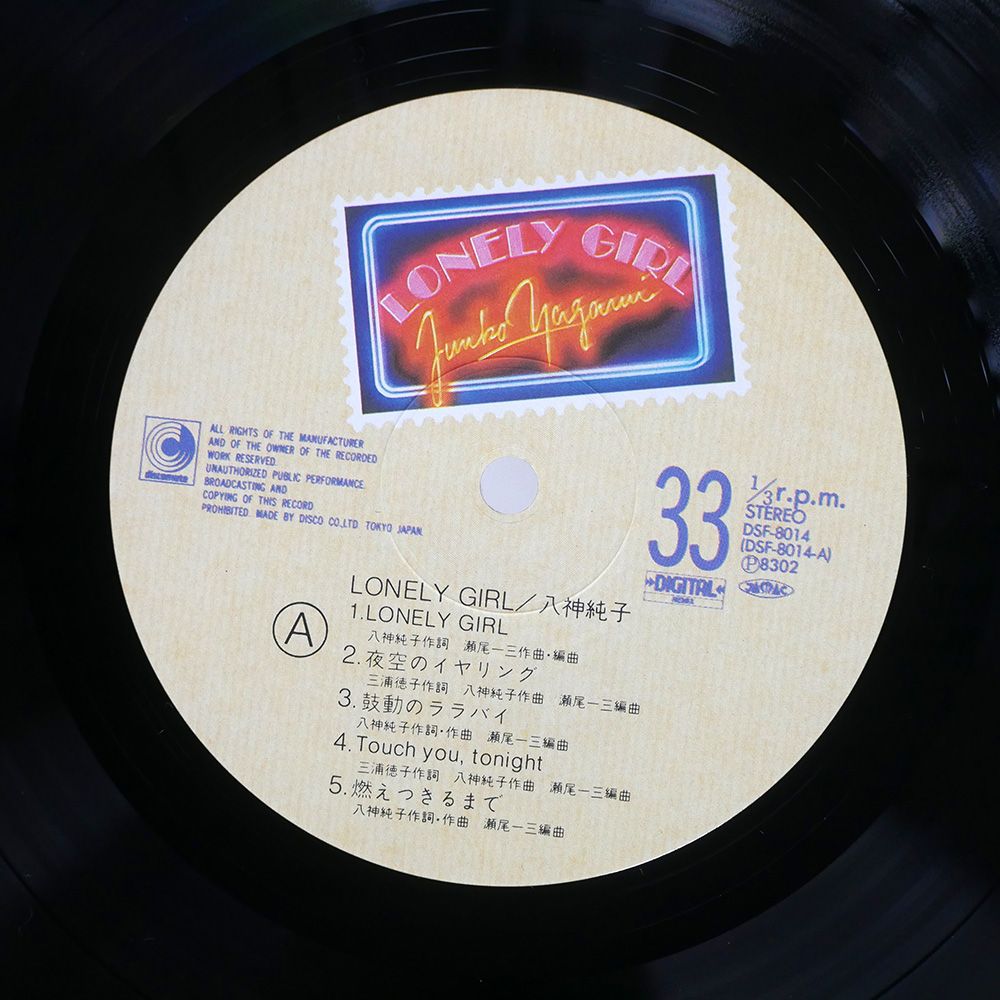 LONELY GIRL
Junko Yagami
discomate
ALL RIGHTS OF THE MANUFACTURER
AND OF THE OWNER OF THE RECORDED
WORK RESERVED.
UNAUTHORIZED PUBLIC PERFORMANCE.
BROADCASTING AND
COPYING OF THIS RECORD
PROHIBITED. MADE BY DISCO CO.,LTD. TOKYO JAPAN.
33 1/3 r.p.m.
STEREO
DSF-8014
(DSF-8014-A)
Ⓟ8302
DIGITAL
JASRAC
A
LONELY GIRL/八神純子
1.LONELY GIRL
八神純子作詞 瀬尾一三作曲・編曲
2.夜空のイヤリング
三浦徳子作詞 八神純子作曲 瀬尾一三編曲
3.鼓動のララバイ
八神純子作詞・作曲 瀬尾一三編曲
4.Touch you, tonight
三浦徳子作詞 八神純子作曲 瀬尾一三編曲
5.燃えつきるまで
八神純子作詞・作曲 瀬尾一三編曲